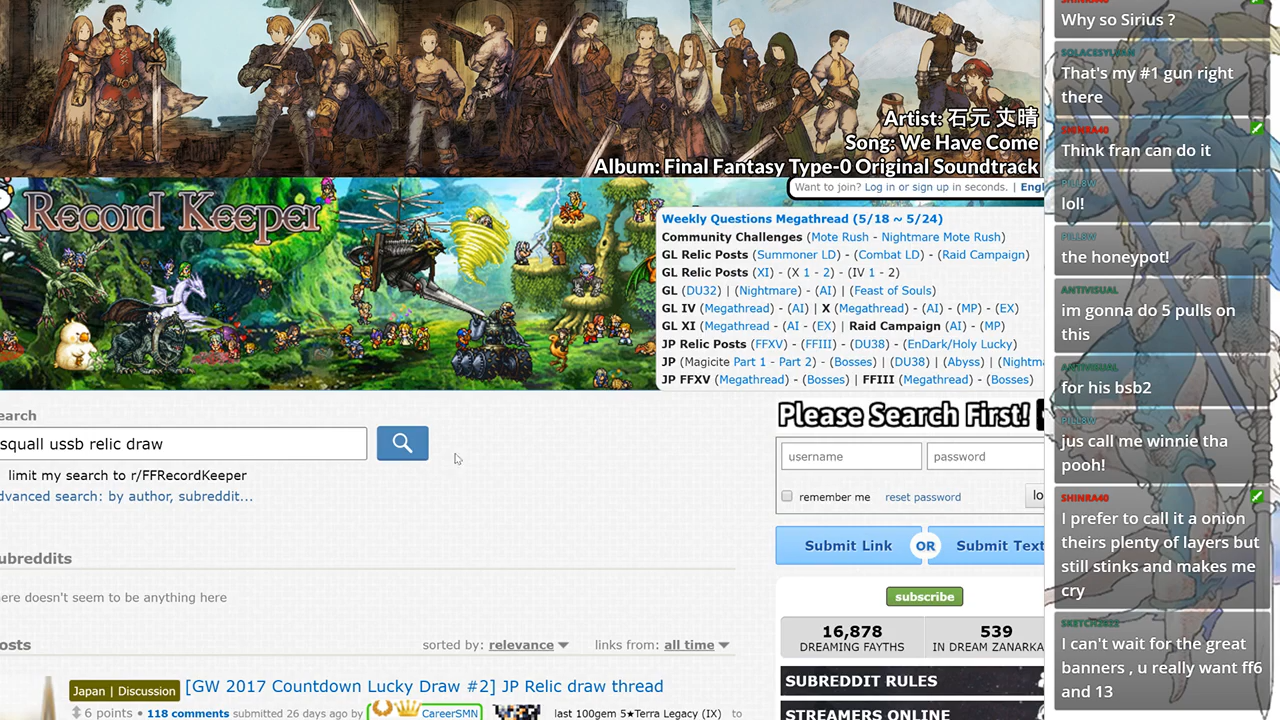 Artist: 石元 丈晴
Song: We Have Come
Album: Final Fantasy Type-0 Original Soundtrack
Record Keeper
Want to join? Log in or sign up in seconds. | Engl
Weekly Questions Megathread (5/18 ~ 5/24)
Community Challenges (Mote Rush - Nightmare Mote Rush)
GL Relic Posts (Summoner LD) - (Combat LD) - (Raid Campaign)
GL Relic Posts (XI) - (X 1 - 2) - (IV 1 - 2)
GL (DU32) | (Nightmare) - (AI) | (Feast of Souls)
GL IV (Megathread) - (AI) | X (Megathread) - (AI) - (MP) - (EX)
GL XI (Megathread - (AI - (EX) | Raid Campaign (AI) - (MP)
JP Relic Posts (FFXV) - (FFIII) - (DU38) - (EnDark/Holy Lucky)
JP (Magicite Part 1 - Part 2) - (Bosses) | (DU38) | (Abyss) | (Nightma
JP FFXV (Megathread) - (Bosses) | FFIII (Megathread) - (Bosses)
earch
squall ussb relic draw
limit my search to r/FFRecordKeeper
dvanced search: by author, subreddit...
ubreddits
ere doesn't seem to be anything here
osts
sorted by: relevance links from: all time
Japan | Discussion [GW 2017 Countdown Lucky Draw #2] JP Relic draw thread
6 points • 118 comments submitted 26 days ago by CareerSMN last 100gem 5★Terra Legacy (IX) to
Please Search First!
username password
remember me reset password lo
Submit Link OR Submit Text
subscribe
16,878 539
DREAMING FAYTHS IN DREAM ZANARKA
SUBREDDIT RULES
STREAMERS ONLINE
SHINRA40
Why so Sirius ?
That's my #1 gun right
there
SHINRA40
Think fran can do it
PILL8W
lol!
PILL8W
the honeypot!
ANTIVISUAL
im gonna do 5 pulls on
this
ANTIVISUAL
for his bsb2
PILL8W
jus call me winnie tha
pooh!
SHINRA40
I prefer to call it a onion
theirs plenty of layers but
still stinks and makes me
cry
SKETCH2022
I can't wait for the great
banners , u really want ff6
and 13